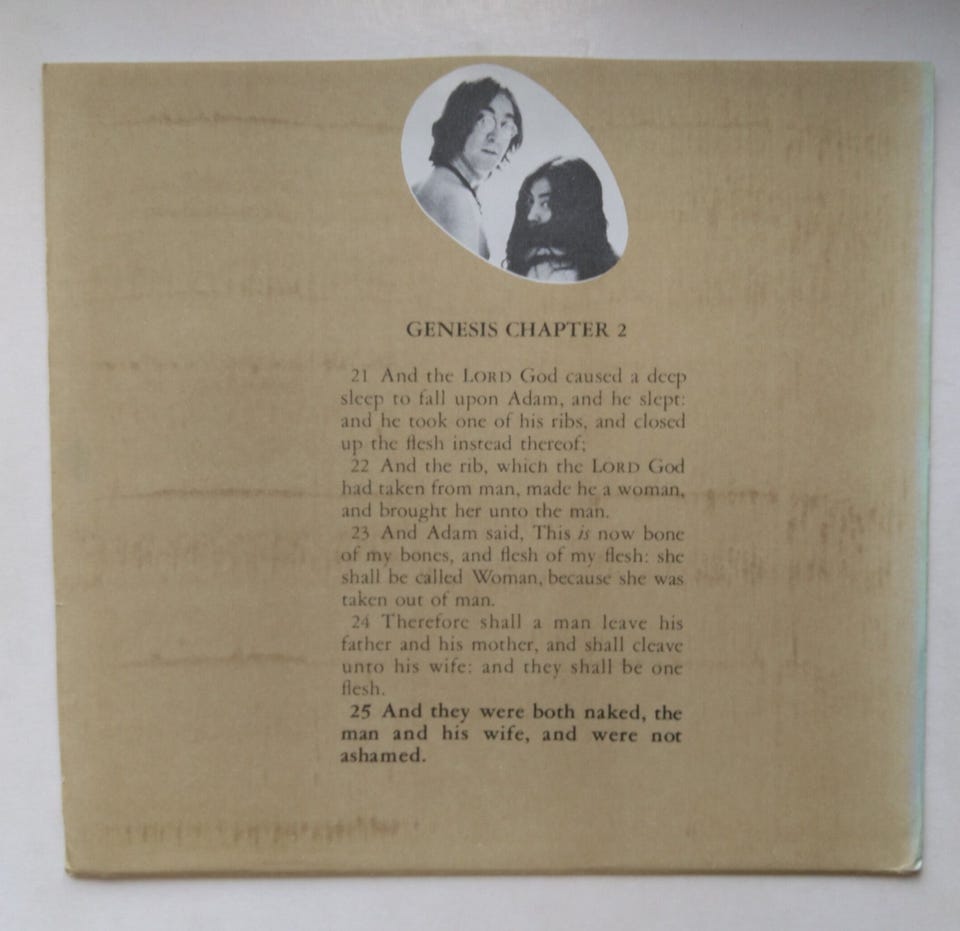 GENESIS CHAPTER 2
21 And the LORD God caused a deep
sleep to fall upon Adam, and he slept:
and he took one of his ribs, and closed
up the flesh instead thereof;
22 And the rib, which the LORD God
had taken from man, made he a woman,
and brought her unto the man.
23 And Adam said, This is now bone
of my bones, and flesh of my flesh: she
shall be called Woman, because she was
taken out of man.
24 Therefore shall a man leave his
father and his mother, and shall cleave
unto his wife: and they shall be one
flesh.
25 And they were both naked, the
man and his wife, and were not
ashamed.